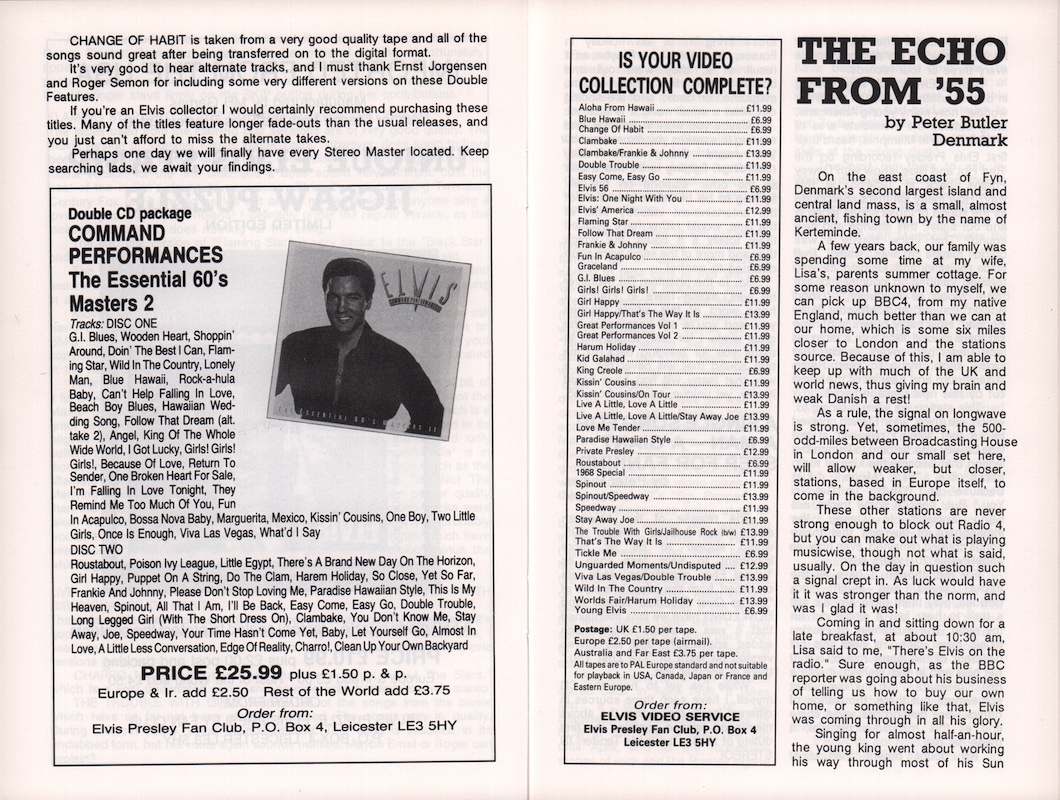 CHANGE OF HABIT is taken from a very good quality tape and all of the
songs sound great after being transferred on to the digital format.
It's very good to hear alternate tracks, and I must thank Ernst Jorgensen
and Roger Semon for including some very different versions on these Double
Features.
If you're an Elvis collector I would certainly recommend purchasing these
titles. Many of the titles feature longer fade-outs than the usual releases, and
you just can't afford to miss the alternate takes.
Perhaps one day we will finally have every Stereo Master located. Keep
searching lads, we await your findings.
Double CD package
COMMAND
PERFORMANCES
The Essential 60's
Masters 2
Tracks: DISC ONE
G.I. Blues, Wooden Heart, Shoppin'
Around, Doin' The Best I Can, Flam-
ing Star, Wild In The Country, Lonely
Man, Blue Hawaii, Rock-a-hula
Baby, Can't Help Falling In Love,
Beach Boy Blues, Hawaiian Wed-
ding Song, Follow That Dream (alt.
take 2), Angel, King Of The Whole
Wide World, I Got Lucky, Girls! Girls!
Girls!, Because Of Love, Return To
Sender, One Broken Heart For Sale,
I'm Falling In Love Tonight, They
Remind Me Too Much Of You, Fun
In Acapulco, Bossa Nova Baby, Marguerita, Mexico, Kissin' Cousins, One Boy, Two Little
Girls, Once Is Enough, Viva Las Vegas, What'd I Say
DISC TWO
Roustabout, Poison Ivy League, Little Egypt, There's A Brand New Day On The Horizon,
Girl Happy, Puppet On A String, Do The Clam, Harem Holiday, So Close, Yet So Far,
Frankie And Johnny, Please Don't Stop Loving Me, Paradise Hawaiian Style, This Is My
Heaven, Spinout, All That I Am, I'll Be Back, Easy Come, Easy Go, Double Trouble,
Long Legged Girl (With The Short Dress On), Clambake, You Don't Know Me, Stay
Away, Joe, Speedway, Your Time Hasn't Come Yet, Baby, Let Yourself Go, Almost In
Love, A Little Less Conversation, Edge Of Reality, Charro!, Clean Up Your Own Backyard
ELVIS
COMMAND PERFORMANCES
THE ESSENTIAL 60'S MASTERS II
PRICE £25.99 plus £1.50 p. & p.
Europe & Ir. add £2.50 Rest of the World add £3.75
Order from:
Elvis Presley Fan Club, P.O. Box 4, Leicester LE3 5HY
IS YOUR VIDEO
COLLECTION COMPLETE?
Aloha From Hawaii ................................ £11.99
Blue Hawaii ............................................. £6.99
Change Of Habit ..................................... £6.99
Clambake ................................................ £11.99
Clambake/Frankie & Johnny ................. £13.99
Double Trouble ...................................... £11.99
Easy Come, Easy Go ............................. £11.99
Elvis 56 .................................................... £6.99
Elvis: One Night With You .................... £11.99
Elvis' America ........................................ £12.99
Flaming Star ........................................... £11.99
Follow That Dream ................................ £11.99
Frankie & Johnny ................................... £11.99
Fun In Acapulco ...................................... £6.99
Graceland ................................................ £6.99
G.I. Blues ................................................. £6.99
Girls! Girls! Girls! .................................... £6.99
Girl Happy .............................................. £11.99
Girl Happy/That's The Way It Is ........... £13.99
Great Performances Vol 1 ..................... £11.99
Great Performances Vol 2 ..................... £11.99
Harum Holiday ....................................... £11.99
Kid Galahad ............................................ £11.99
King Creole .............................................. £6.99
Kissin' Cousins ....................................... £11.99
Kissin' Cousins/On Tour ........................ £13.99
Live A Little, Love A Little ..................... £11.99
Live A Little, Love A Little/Stay Away Joe £13.99
Love Me Tender ..................................... £11.99
Paradise Hawaiian Style ......................... £6.99
Private Presley ....................................... £12.99
Roustabout .............................................. £6.99
1968 Special ........................................... £11.99
Spinout ................................................... £11.99
Spinout/Speedway ................................. £13.99
Speedway ............................................... £11.99
Stay Away Joe ....................................... £11.99
The Trouble With Girls/Jailhouse Rock (b/w) £13.99
That's The Way It Is .............................. £11.99
Tickle Me ................................................. £6.99
Unguarded Moments/Undisputed .... £12.99
Viva Las Vegas/Double Trouble ....... £13.99
Wild In The Country ......................... £11.99
Worlds Fair/Harum Holiday .............. £13.99
Young Elvis ........................................ £6.99
Postage: UK £1.50 per tape.
Europe £2.50 per tape (airmail).
Australia and Far East £3.75 per tape.
All tapes are to PAL Europe standard and not suitable
for playback in USA, Canada, Japan or France and
Eastern Europe.
Order from:
ELVIS VIDEO SERVICE
Elvis Presley Fan Club, P.O. Box 4
Leicester LE3 5HY
THE ECHO
FROM '55
by Peter Butler
Denmark
On the east coast of Fyn,
Denmark's second largest island and
central land mass, is a small, almost
ancient, fishing town by the name of
Kerteminde.
A few years back, our family was
spending some time at my wife,
Lisa's, parents summer cottage. For
some reason unknown to myself, we
can pick up BBC4, from my native
England, much better than we can at
our home, which is some six miles
closer to London and the stations
source. Because of this, I am able to
keep up with much of the UK and
world news, thus giving my brain and
weak Danish a rest!
As a rule, the signal on longwave
is strong. Yet, sometimes, the 500-
odd-miles between Broadcasting House
in London and our small set here,
will allow weaker, but closer,
stations, based in Europe itself, to
come in the background.
These other stations are never
strong enough to block out Radio 4,
but you can make out what is playing
musicwise, though not what is said,
usually. On the day in question such
a signal crept in. As luck would have
it it was stronger than the norm, and
was I glad it was!
Coming in and sitting down for a
late breakfast, at about 10:30 am,
Lisa said to me, "There's Elvis on the
radio." Sure enough, as the BBC
reporter was going about his business
of telling us how to buy our own
home, or something like that, Elvis
was coming through in all his glory.
Singing for almost half-an-hour,
the young king went about working
his way through most of his Sun